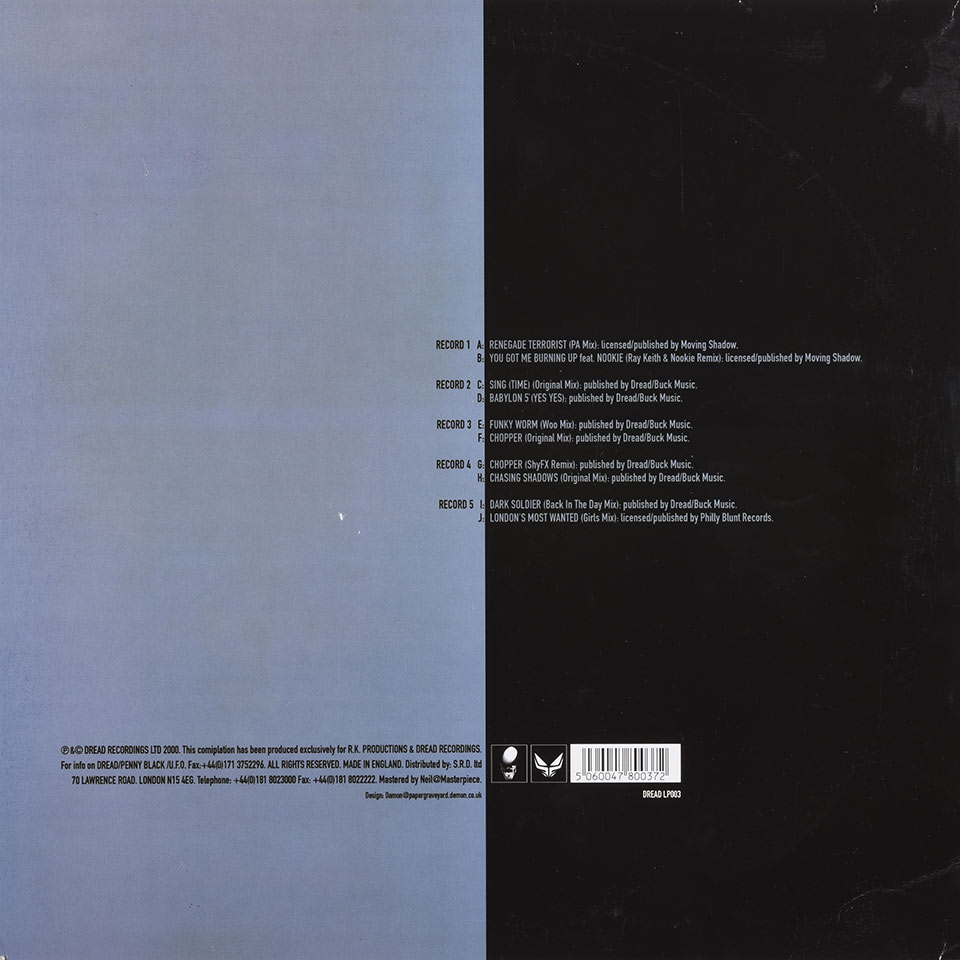 RECORD 1 A: RENEGADE TERRORIST (PA Mix): licensed/published by Moving Shadow.
B: YOU GOT ME BURNING UP feat. NOOKIE (Ray Keith & Nookie Remix): licensed/published by Moving Shadow.
RECORD 2 C: SING (TIME) (Original Mix): published by Dread/Buck Music.
D: BABYLON 5' (YES YES): published by Dread/Buck Music.
RECORD 3 E: FUNKY WORM (Woo Mix): published by Dread/Buck Music.
F: CHOPPER (Original Mix): published by Dread/Buck Music.
RECORD 4 G: CHOPPER (ShyFX Remix): published by Dread/Buck Music.
H: CHASING SHADOWS (Original Mix): published by Dread/Buck Music.
RECORD 5 I: DARK SOLDIER (Back In The Day Mix): published by Dread/Buck Music.
J: LONDON'S MOST WANTED (Girls Mix): licensed/published by Philly Blunt Records.
℗&© DREAD RECORDINGS LTD 2000. This comiplation has been produced exclusively for R.K. PRODUCTIONS & DREAD RECORDINGS.
For info on DREAD/PENNY BLACK /U.F.O. Fax:+44(0)171 3752296. ALL RIGHTS RESERVED. MADE IN ENGLAND. Distributed by: S.R.D. ltd
70 LAWRENCE ROAD. LONDON N15 4EG. Telephone: +44(0)181 8023000 Fax: +44(0)181 8022222. Mastered by Neil@Masterpiece.
Design: Damon@papergraveyard.demon.co.uk
5 060047 800372
DREAD LP003